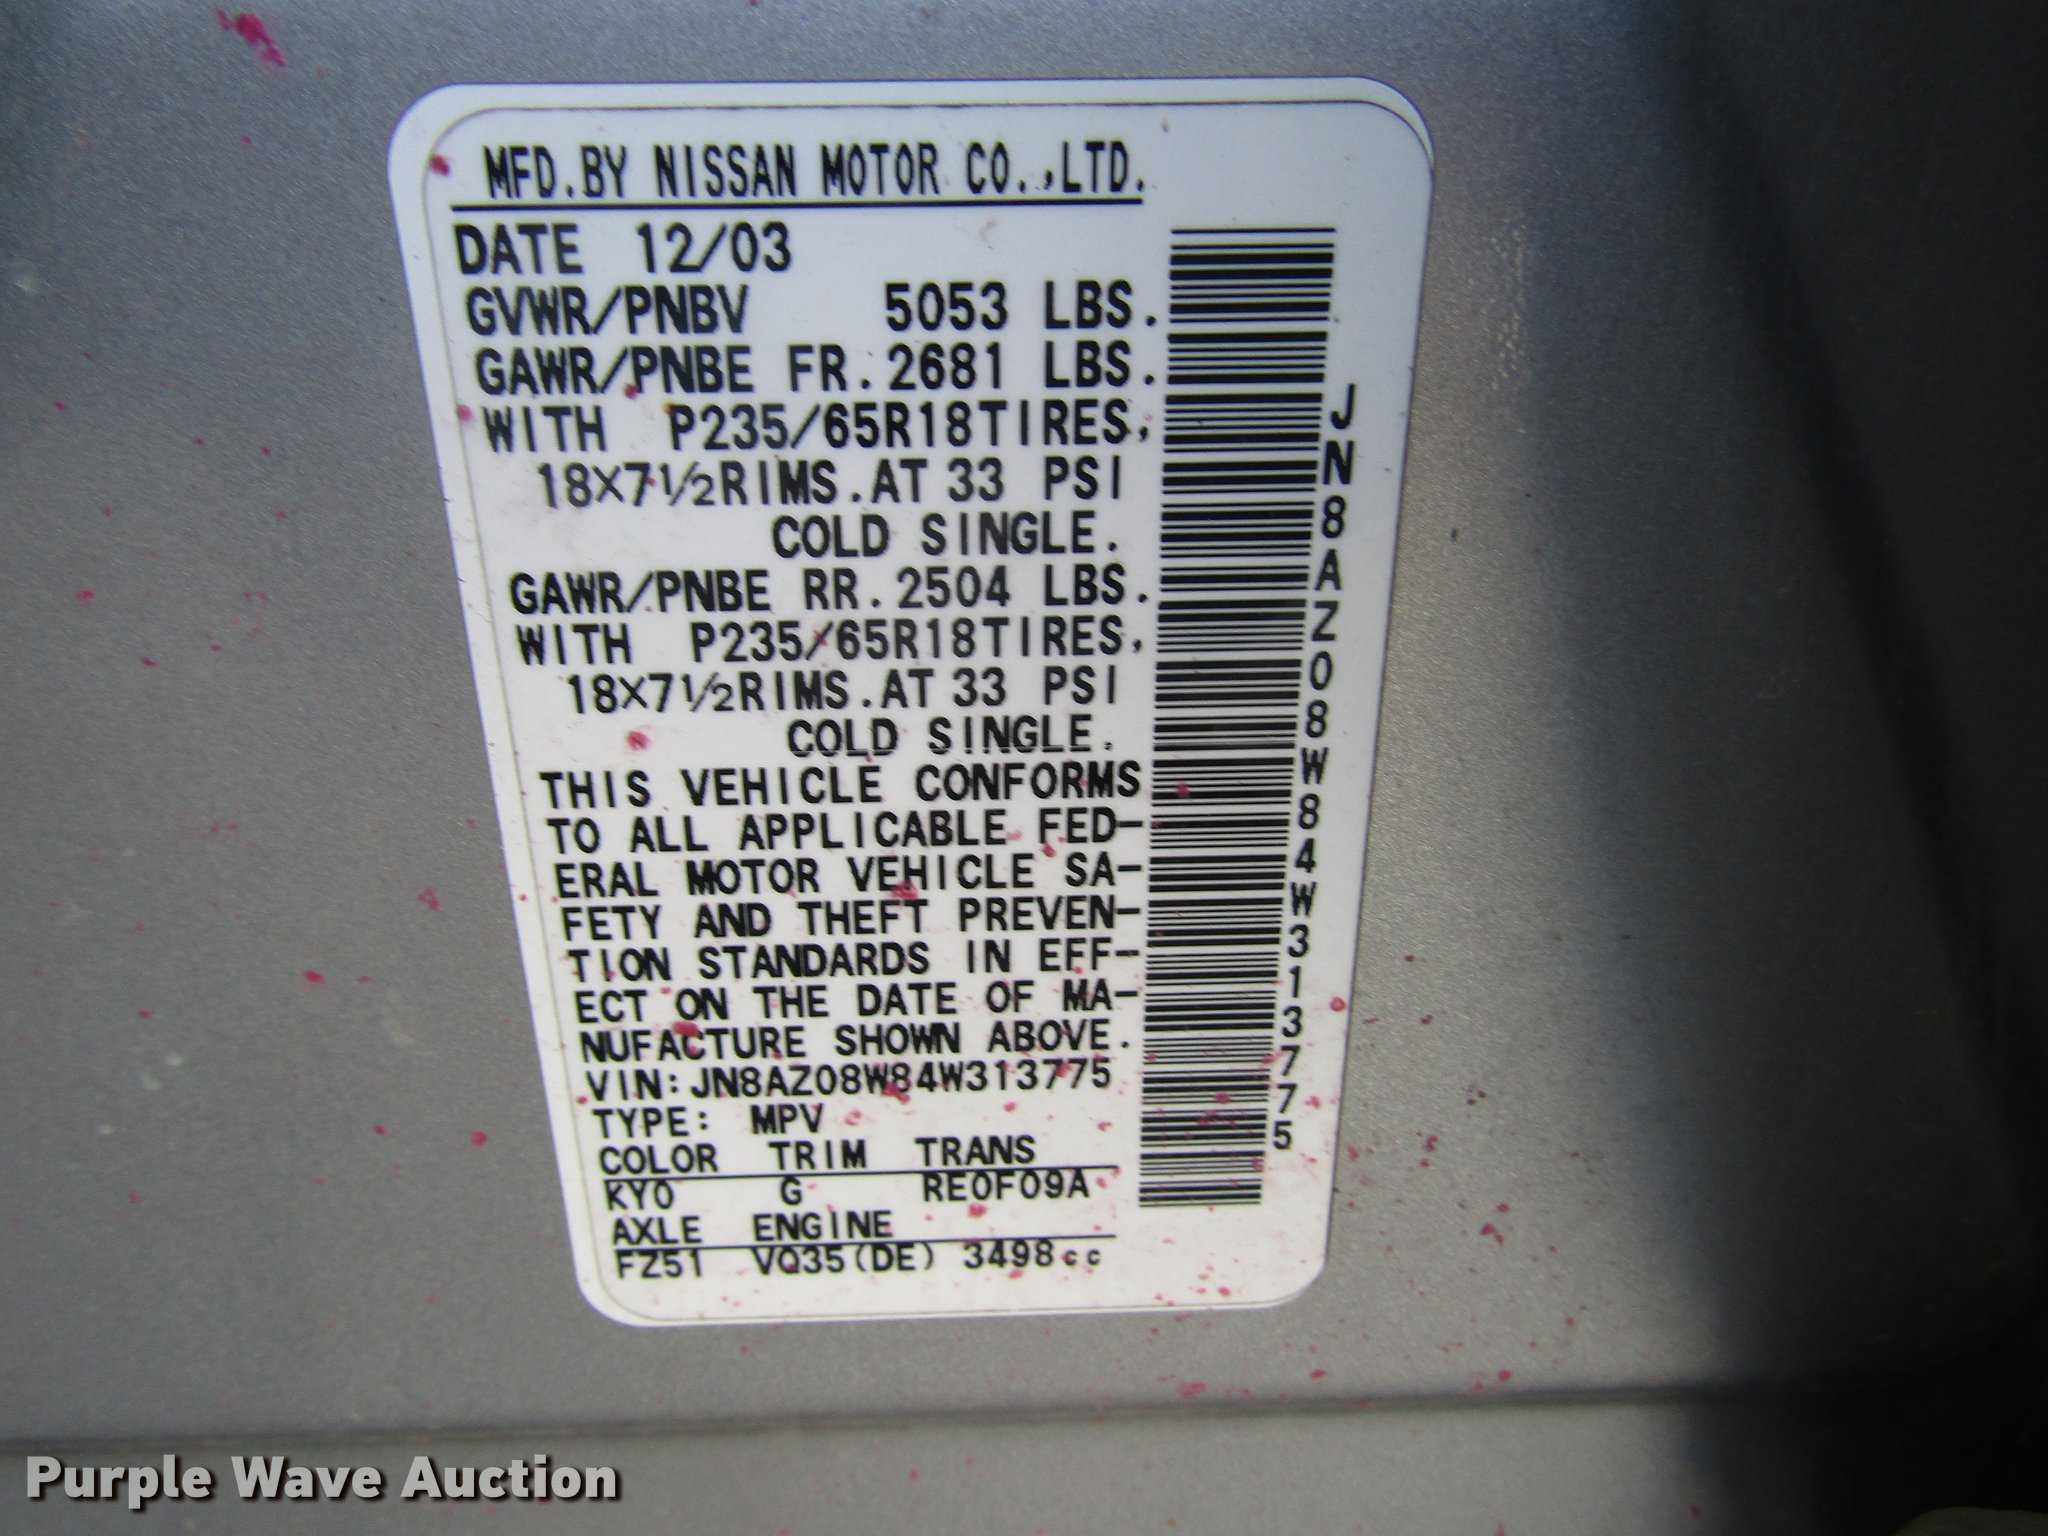 MFD.BY NISSAN MOTOR CO.,LTD.
DATE 12/03
GVWR/PNBV 5053 LBS.
GAWR/PNBE FR.2681 LBS.
WITH P235/65R18TIRES,
18×7½RIMS.AT 33 PSI
COLD SINGLE.
GAWR/PNBE RR.2504 LBS.
WITH P235/65R18TIRES,
18×7½RIMS.AT 33 PSI
COLD SINGLE.
THIS VEHICLE CONFORMS
TO ALL APPLICABLE FED-
ERAL MOTOR VEHICLE SA-
FETY AND THEFT PREVEN-
TION STANDARDS IN EFF-
ECT ON THE DATE OF MA-
NUFACTURE SHOWN ABOVE.
VIN:JN8AZ08W84W313775
TYPE: MPV
COLOR TRIM TRANS
KY0 G RE0F09A
AXLE ENGINE
FZ51 VQ35(DE) 3498cc
JN8AZ08W84W313775
Purple Wave Auction